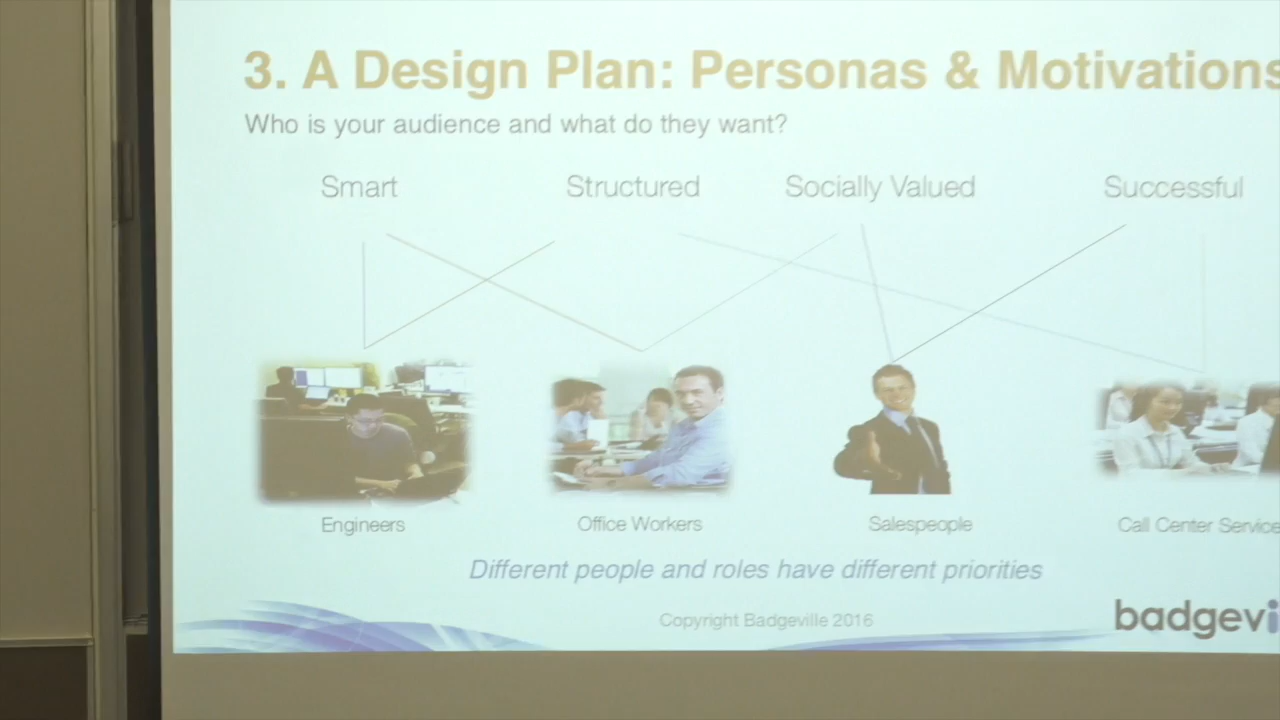 3. A Design Plan: Personas & Motivations
Who is your audience and what do they want?
Smart Structured Socially Valued Successful
Engineers Office Workers Salespeople Call Center Service
Different people and roles have different priorities
Copyright Badgeville 2016
badgevi